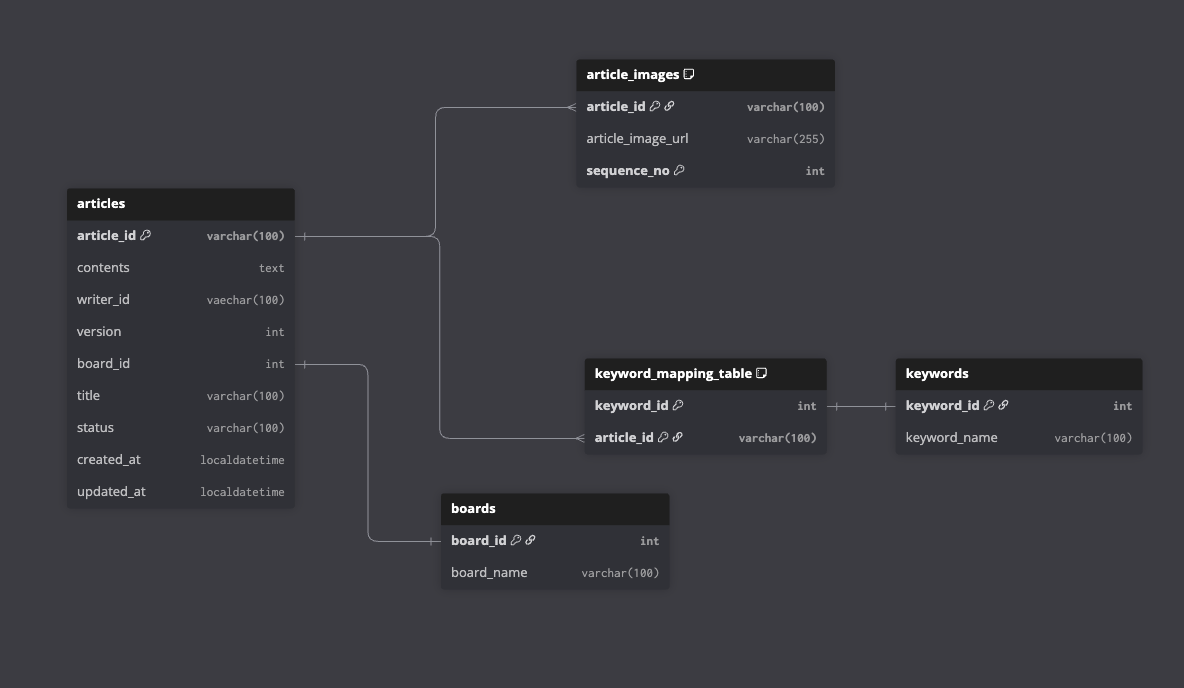 article_images
article_id varchar(100)
article_image_url varchar(255)
sequence_no int
articles
article_id varchar(100)
contents text
writer_id vaechar(100)
version int
board_id int
title varchar(100)
status varchar(100)
created_at localdatetime
updated_at localdatetime
keyword_mapping_table
keyword_id int
article_id varchar(100)
keywords
keyword_id int
keyword_name varchar(100)
boards
board_id int
board_name varchar(100)